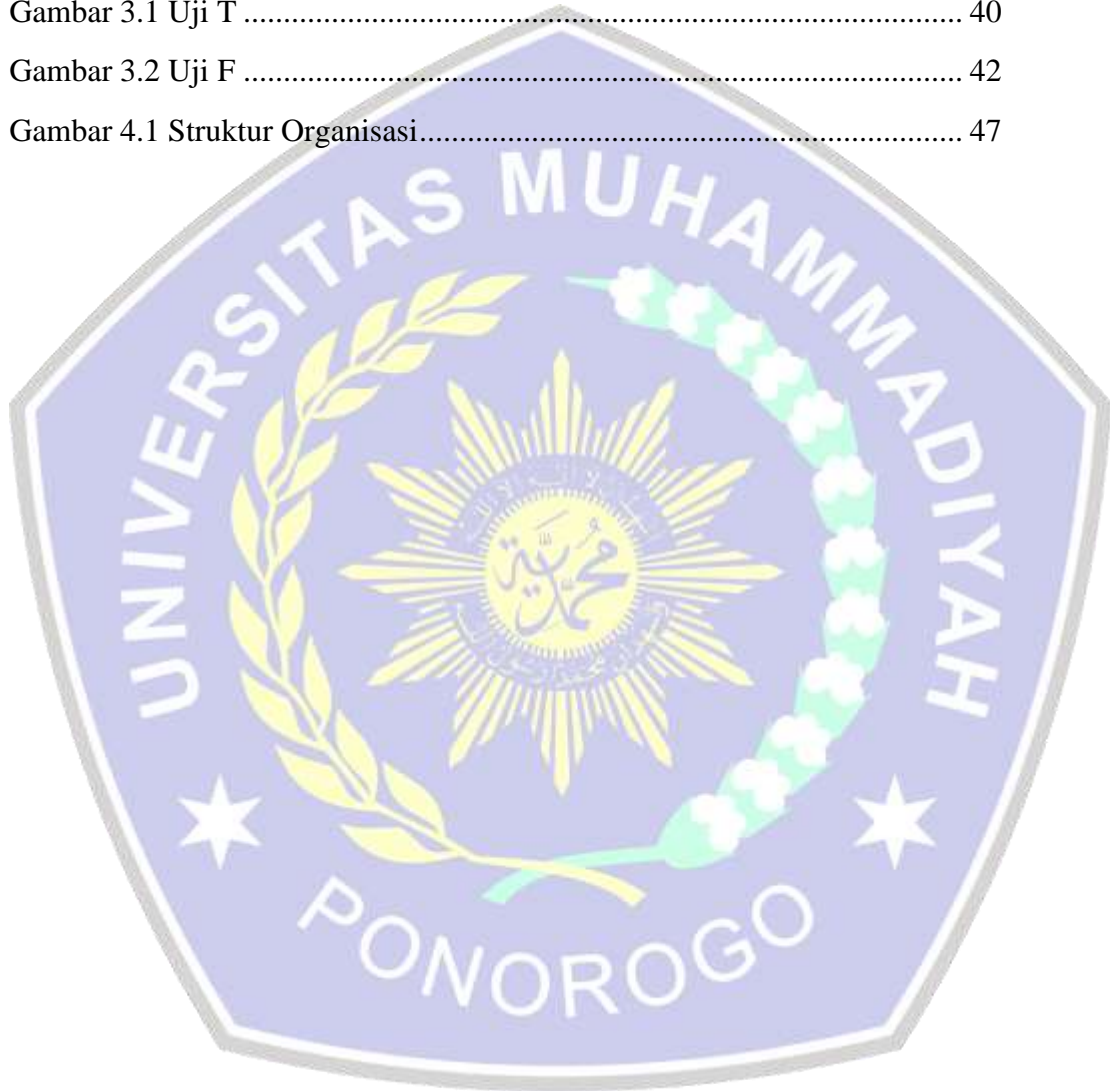 Gambar 3.1 Uji T ........................................................................................... 40
Gambar 3.2 Uji F ........................................................................................... 42
Gambar 4.1 Struktur Organisasi..................................................................... 47
UNIVERSITAS MUHAMMADIYAH
محمدية
PONOROGO